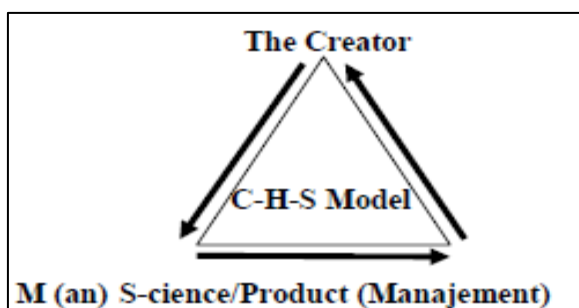 The Creator
C-H-S Model
M (an) S-cience/Product (Manajement)